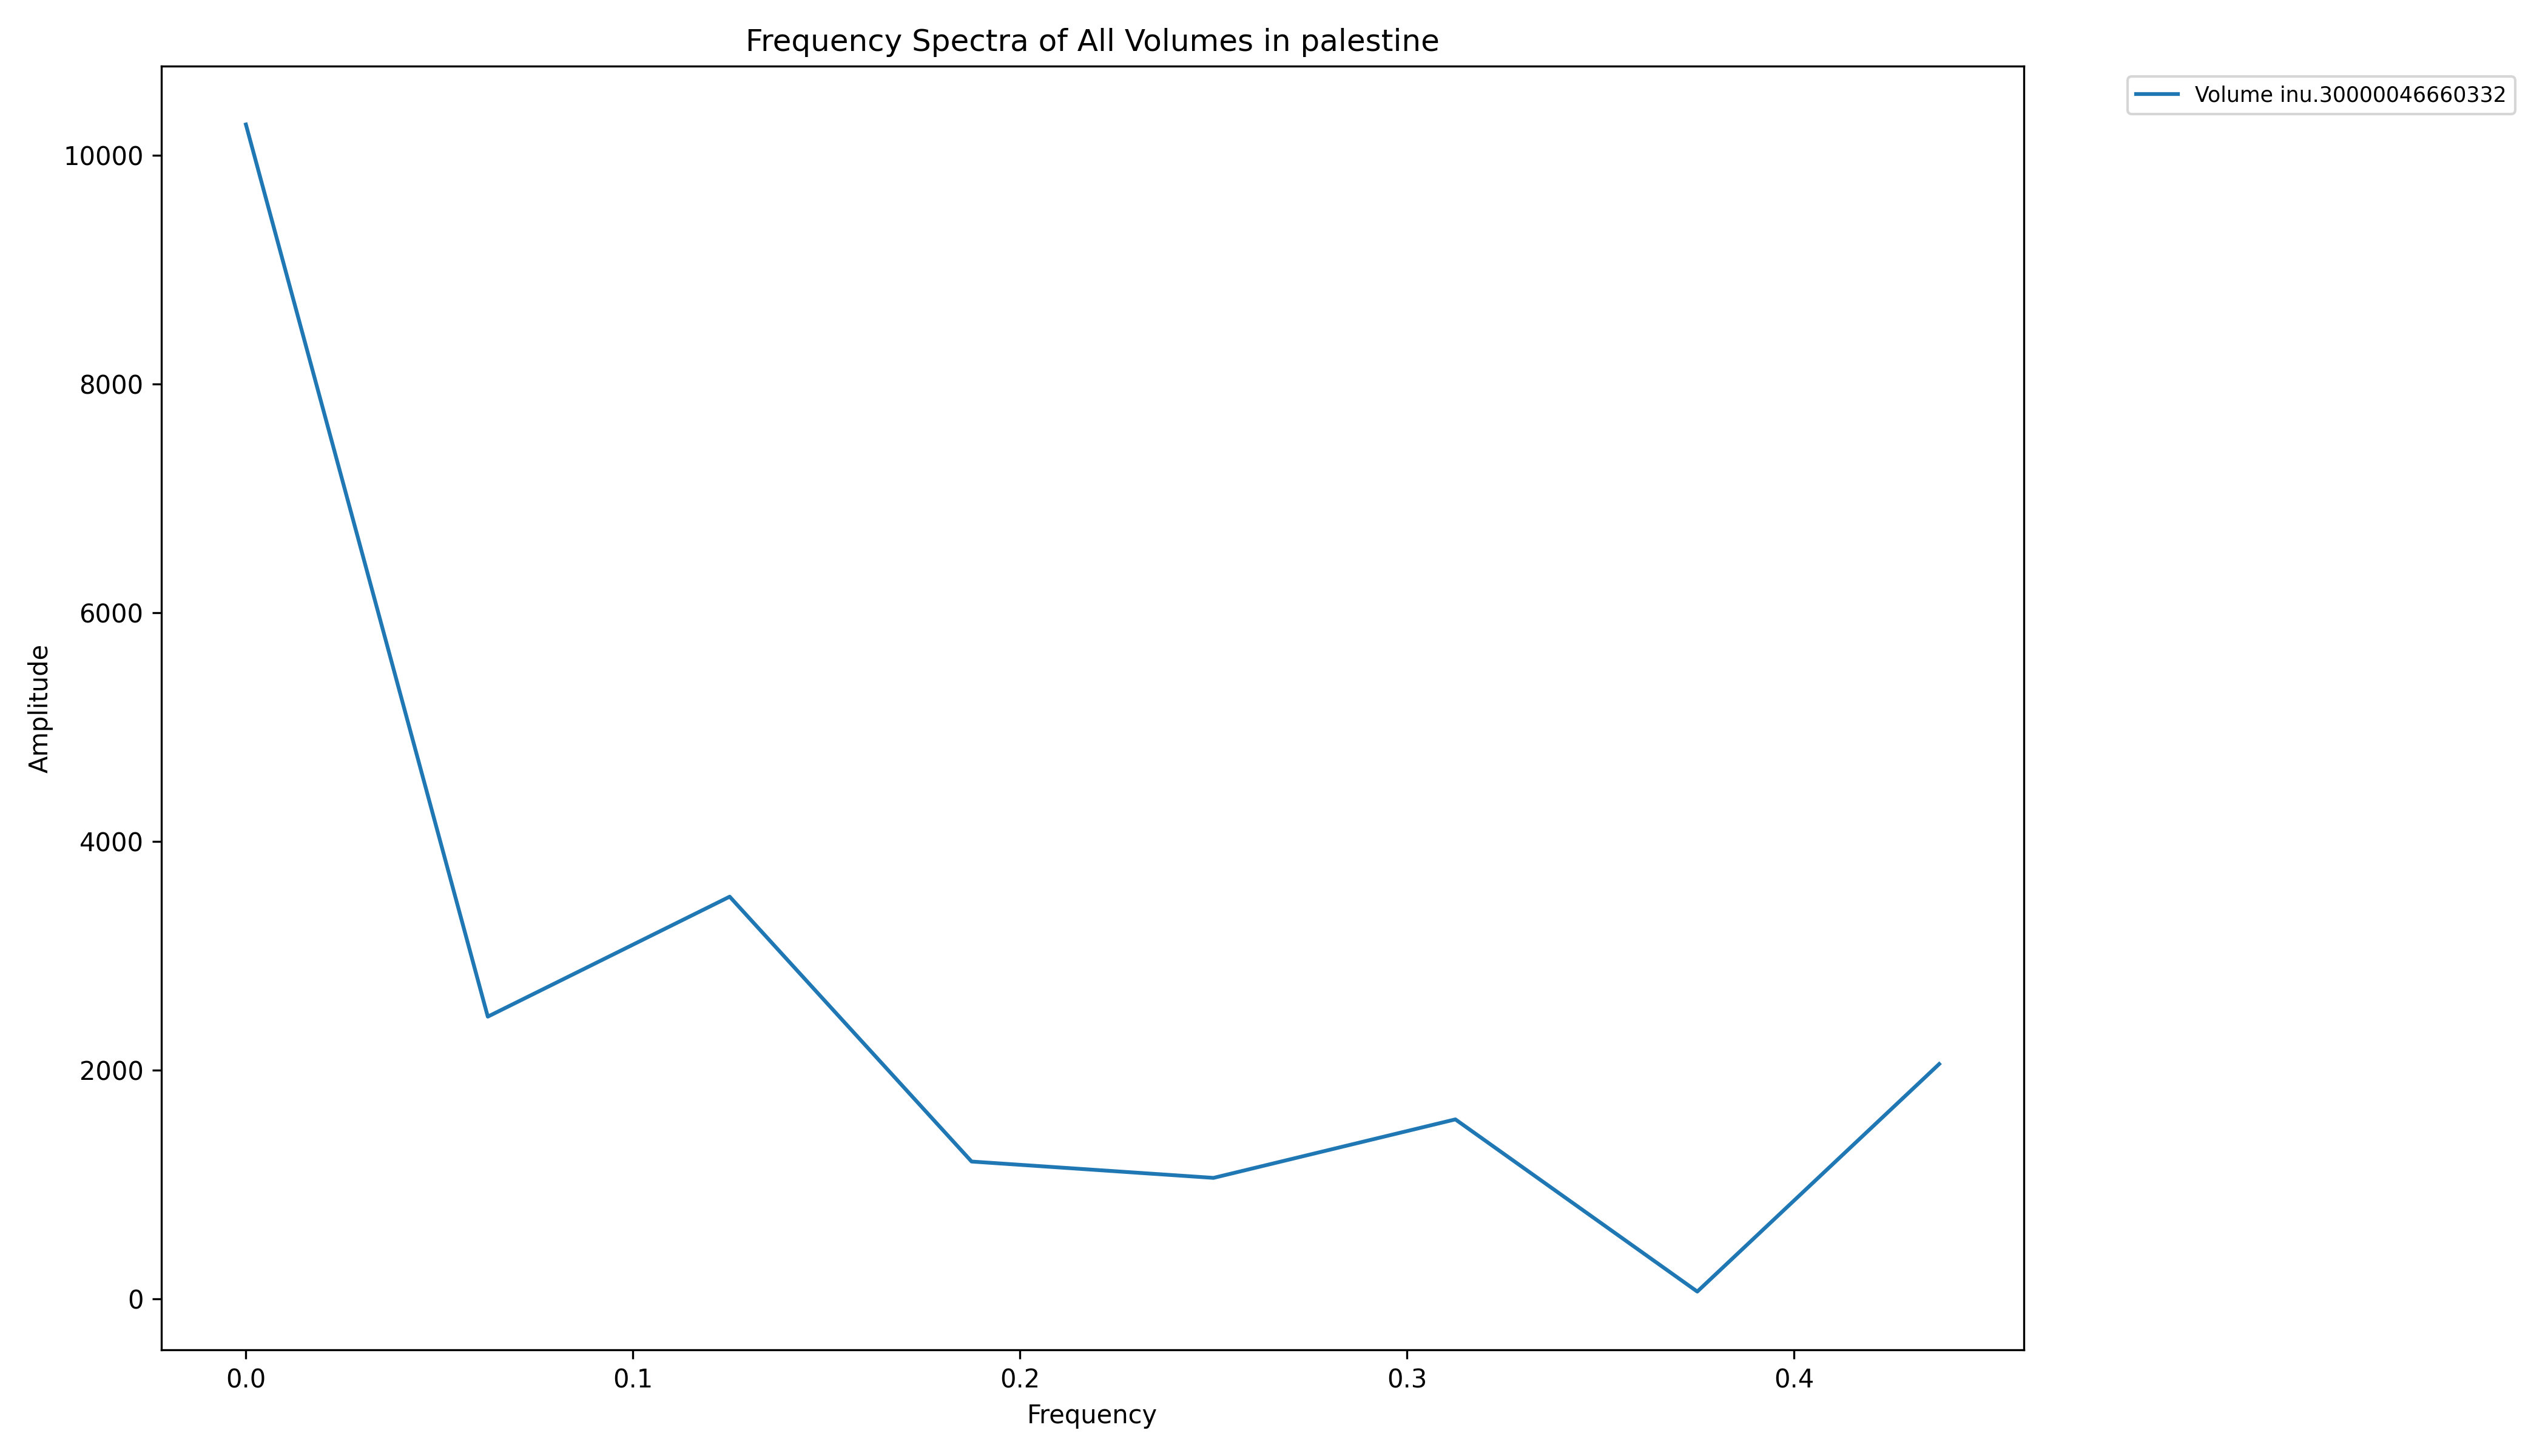 Frequency Spectra of All Volumes in palestine
Volume inu.30000046660332
Amplitude
10000
8000
6000
4000
2000
0
0.0 0.1 0.2 0.3 0.4
Frequency